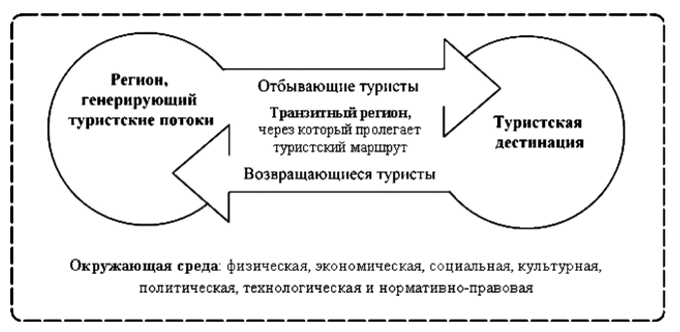 Регион,
генерирующий
туристские потоки
Отбывающие туристы
Транзитный регион,
через который пролегает
туристский маршрут
Возвращающиеся туристы
Туристская
дестинация
Окружающая среда: физическая, экономическая, социальная, культурная,
политическая, технологическая и нормативно-правовая